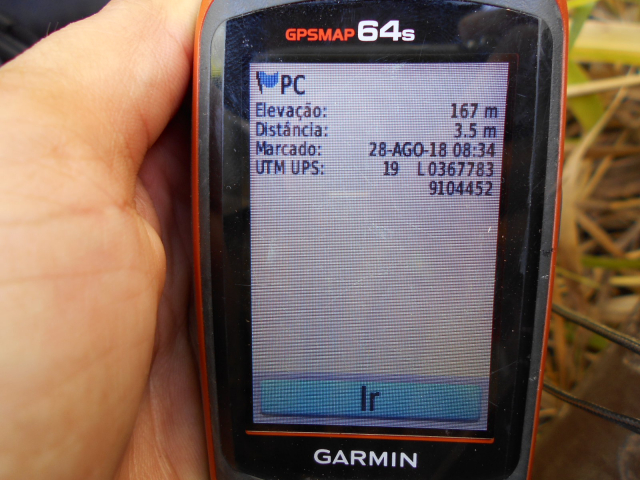 GPSMAP 64s
PC
Elevação: 167 m
Distância: 3.5 m
Marcado: 28-AGO-18 08:34
UTM UPS: 19 L 0367783
9104452
Ir
GARMIN